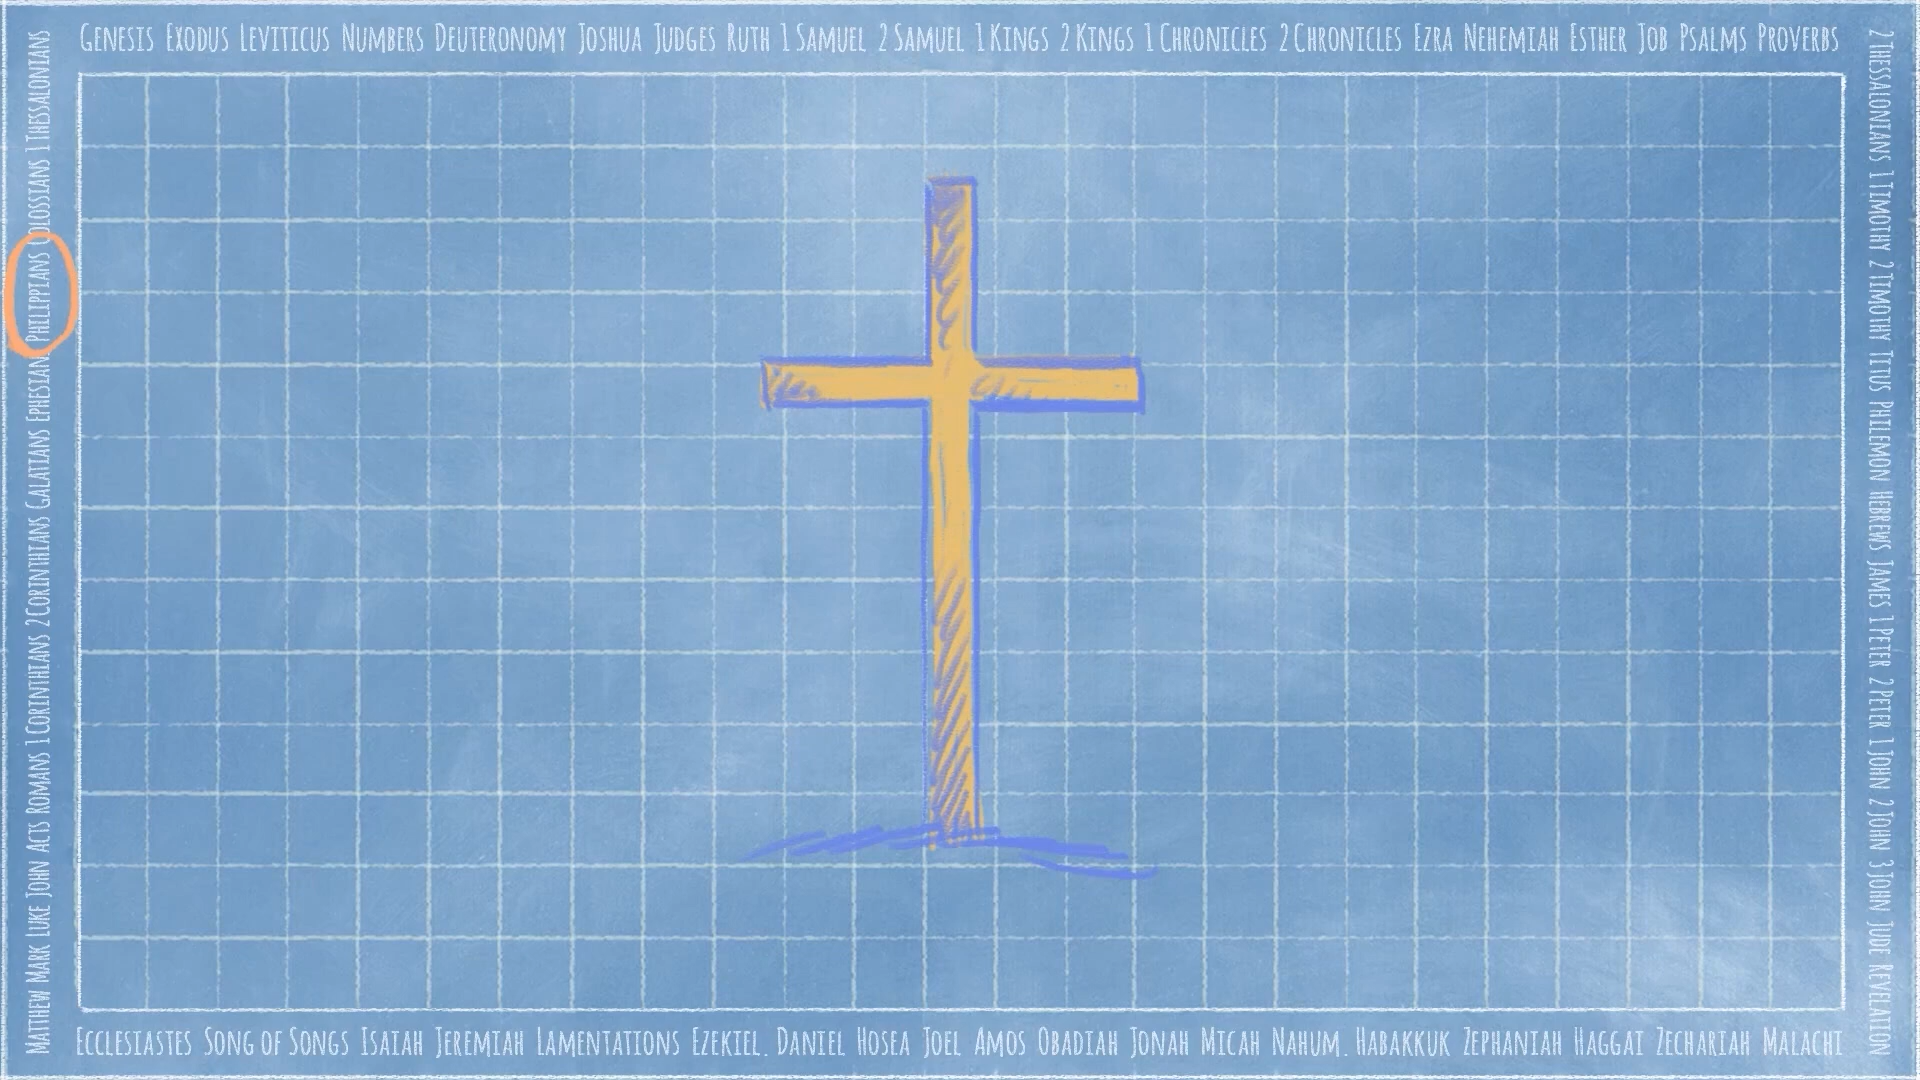 Genesis Exodus Leviticus Numbers Deuteronomy Joshua Judges Ruth 1 Samuel 2 Samuel 1 Kings 2 Kings 1 Chronicles 2 Chronicles Ezra Nehemiah Esther Job Psalms Proverbs
Ecclesiastes Song of Songs Isaiah Jeremiah Lamentations Ezekiel. Daniel Hosea Joel Amos Obadiah Jonah Micah Nahum. Habakkuk Zephaniah Haggai Zechariah Malachi
Matthew Mark Luke John Acts Romans 1 Corinthians 2 Corinthians Galatians Ephesians Philippians Colossians 1 Thessalonians
2 Thessalonians 1 Timothy 2 Timothy Titus Philemon Hebrews James 1 Peter 2 Peter 1 John 2 John 3 John Jude Revelation